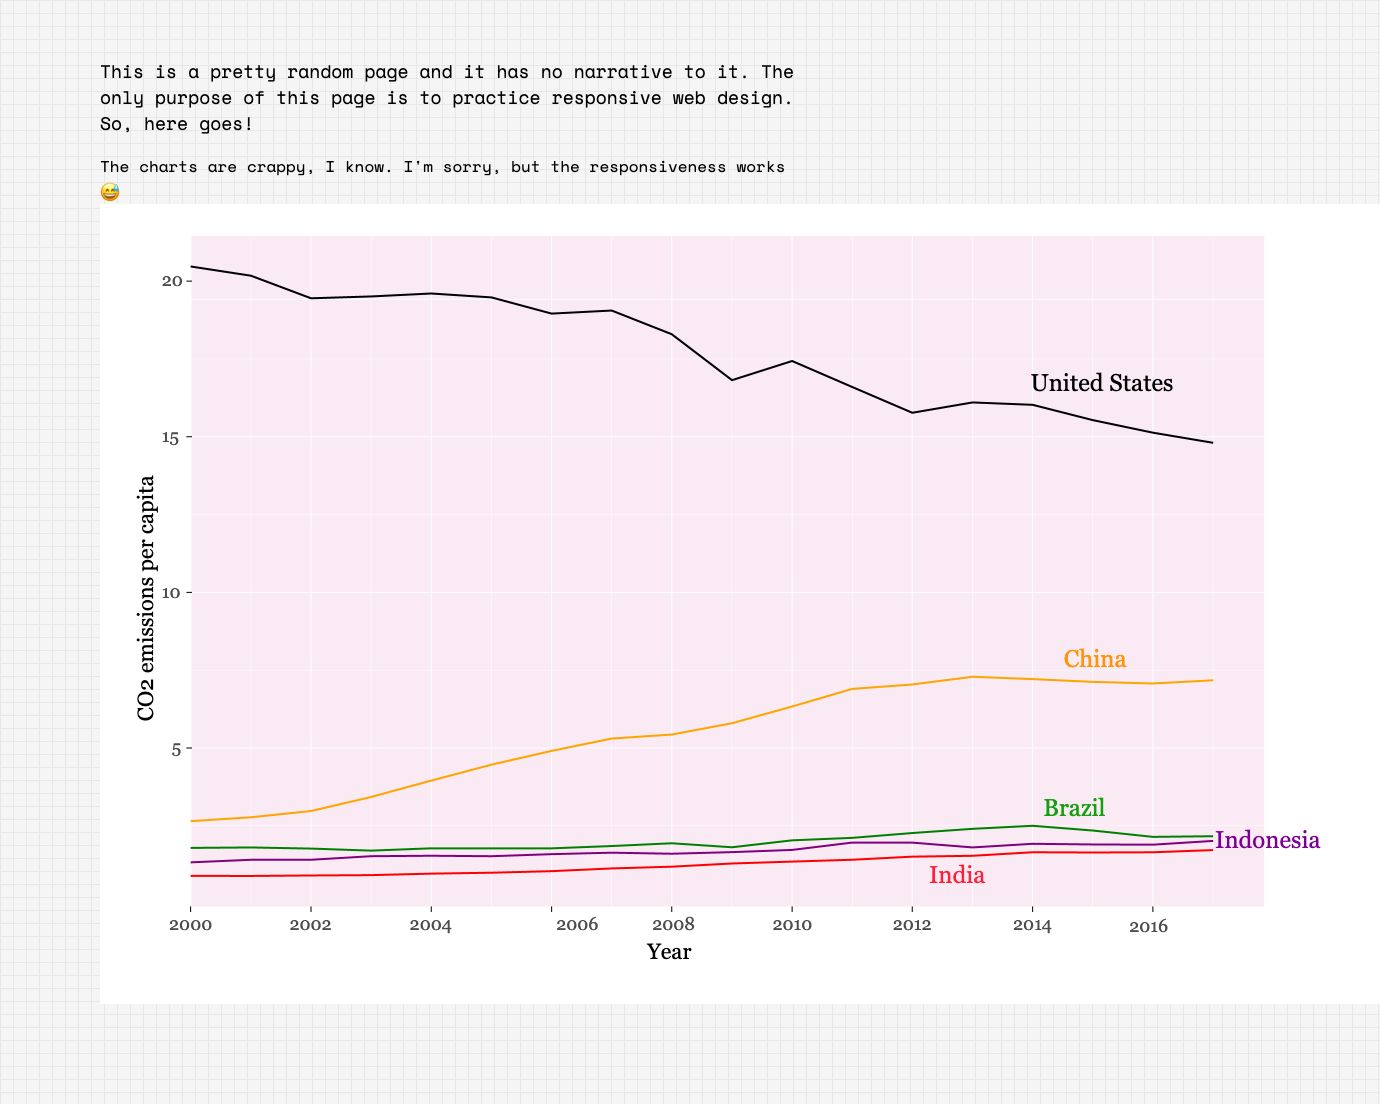 This is a pretty random page and it has no narrative to it. The
only purpose of this page is to practice responsive web design.
So, here goes!
The charts are crappy, I know. I'm sorry, but the responsiveness works
😅
20
United States
15
CO2 emissions per capita
10
China
5
Brazil
Indonesia
India
2000 2002 2004 2006 2008 2010 2012 2014 2016
Year